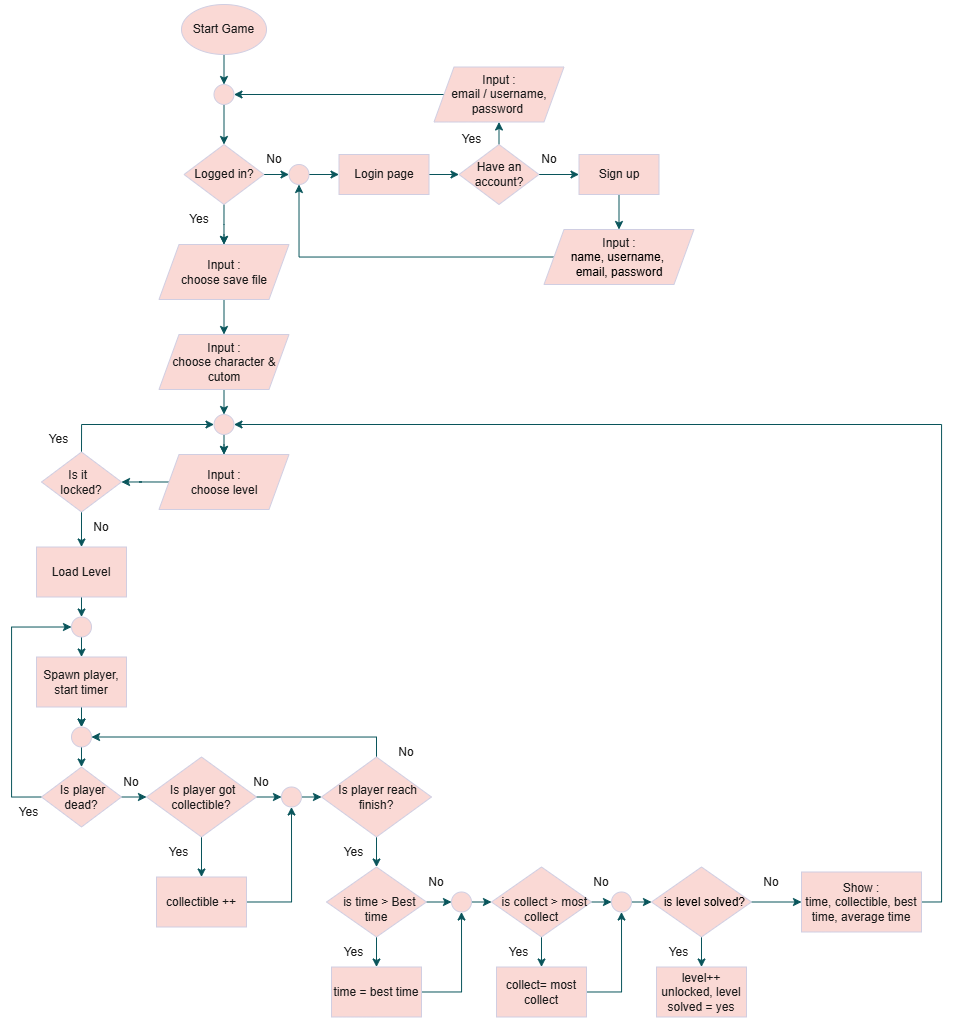 Start Game
Input :
email / username,
password
Yes
Logged in?
No
Login page
Have an
account?
No
Sign up
Yes
Input :
name, username,
email, password
Input :
choose save file
Input :
choose character &
cutom
Yes
Is it
locked?
Input :
choose level
No
Load Level
Spawn player,
start timer
No
Is player
dead?
No
Is player got
collectible?
No
Is player reach
finish?
Yes
Yes
Yes
collectible ++
is time > Best
time
No
is collect > most
collect
No
is level solved?
No
Show :
time, collectible, best
time, average time
Yes
Yes
Yes
time = best time
collect= most
collect
level++
unlocked, level
solved = yes